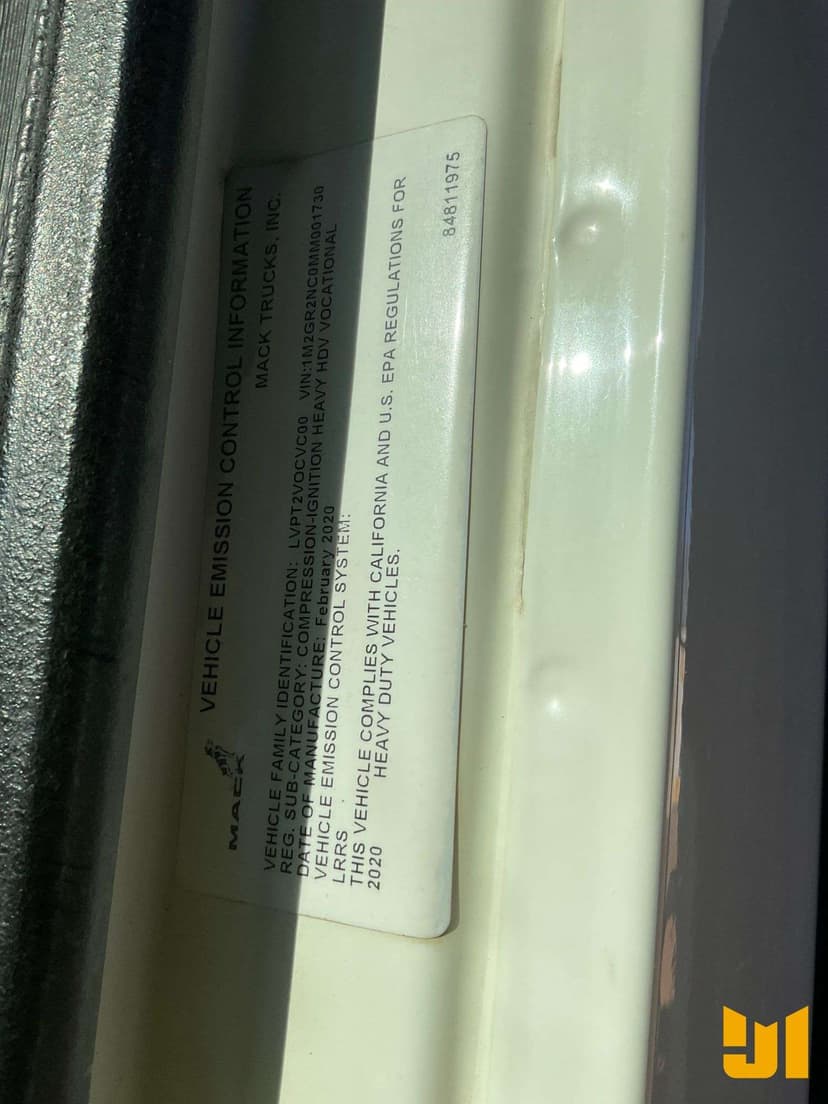 MACK
VEHICLE EMISSION CONTROL INFORMATION
MACK TRUCKS, INC.
VEHICLE FAMILY IDENTIFICATION: LVPT2VOCVC00 VIN:1M2GR2NC0MM001730
REG. SUB-CATEGORY: COMPRESSION-IGNITION HEAVY HDV VOCATIONAL
DATE OF MANUFACTURE: February 2020
VEHICLE EMISSION CONTROL SYSTEM:
LRRS
THIS VEHICLE COMPLIES WITH CALIFORNIA AND U.S. EPA REGULATIONS FOR
2020 HEAVY DUTY VEHICLES.
84811975